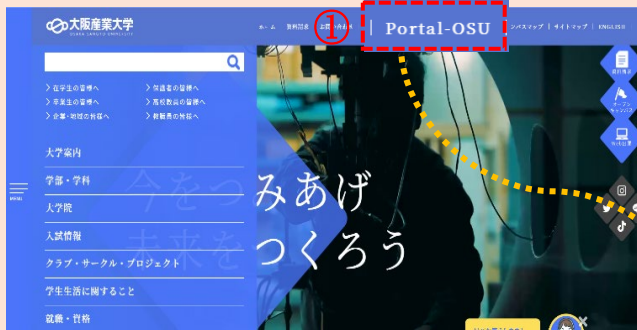 大阪産業大学
OSAKA SANGYO UNIVERSITY
ホーム
資料請求
①
Portal-OSU
サイトマップ
ENGLISH
在学生の皆様へ
保護者の皆様へ
卒業生の皆様へ
高校教員の皆様へ
企業・地域の皆様へ
教職員の皆様へ
資料請求
オープン
キャンパス
Web出願
大学案内
学部・学科
大学院
入試情報
クラブ・サークル・プロジェクト
学生生活に関すること
就職・資格
MENU
今をつみあげ
未来をつくろう